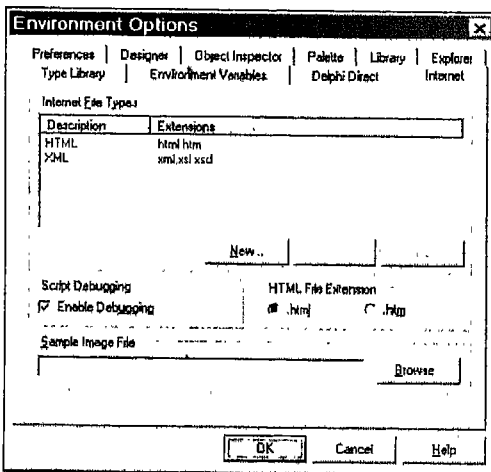 Environment Options
Preferences | Designer | Object Inspector | Palette | Library | Explorer
Type Library | Environment Variables | Delphi Direct | Internet
Internet File Types
Description Extensions
HTML html htm
XML xml,xsl xsd
New...
Script Debugging HTML File Extension
Enable Debugging .html .htm
Sample Image File
Browse
OK Cancel Help